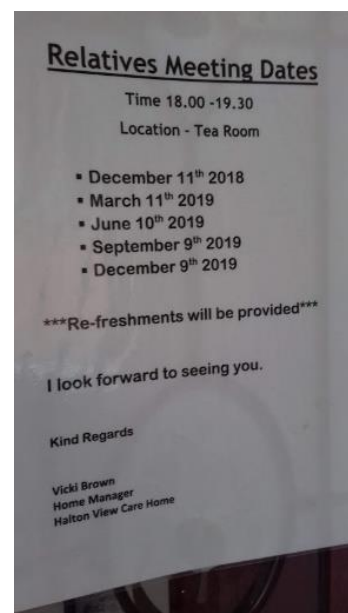 Relatives Meeting Dates
Time 18.00 -19.30
Location - Tea Room
▪ December 11th 2018
▪ March 11th 2019
▪ June 10th 2019
▪ September 9th 2019
▪ December 9th 2019
***Re-freshments will be provided***
I look forward to seeing you.
Kind Regards
Vicki Brown
Home Manager
Halton View Care Home